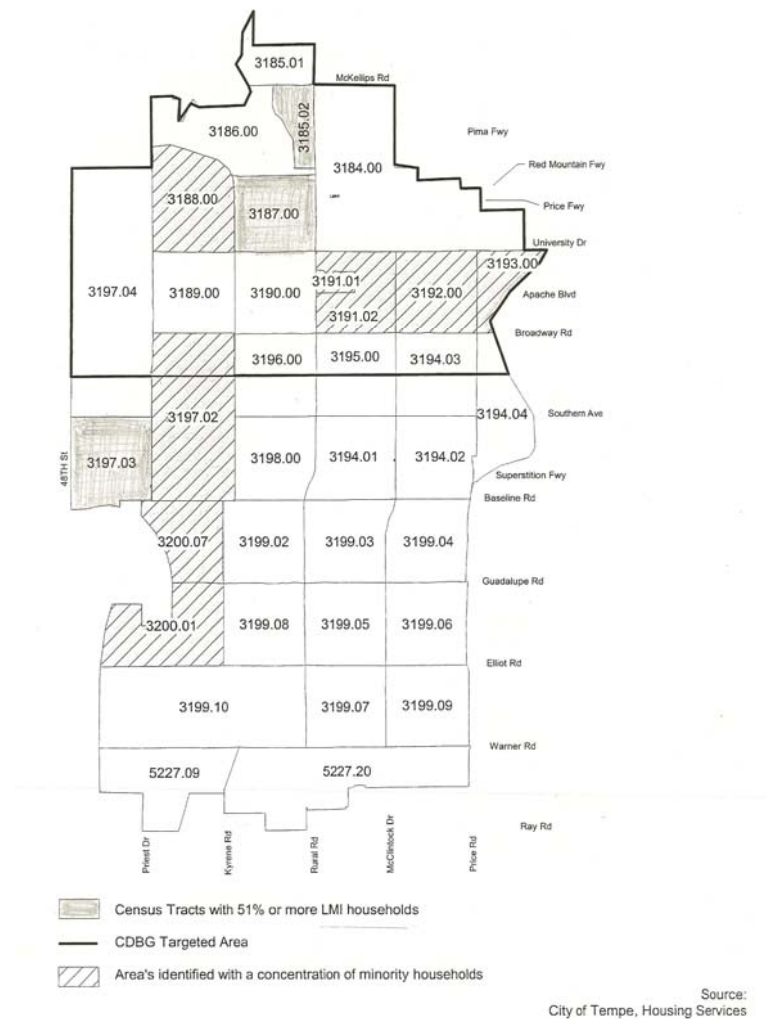 3185.01
McKellips Rd
3186.00
3185.02
Pima Fwy
3184.00
Red Mountain Fwy
3188.00
3187.00
Price Fwy
University Dr
3193.00
3197.04
3189.00
3190.00
3191.01
3192.00
Apache Blvd
3191.02
Broadway Rd
3196.00
3195.00
3194.03
3197.02
3194.04
Southern Ave
48TH St
3197.03
3198.00
3194.01
3194.02
Superstition Fwy
Baseline Rd
3200.07
3199.02
3199.03
3199.04
Guadalupe Rd
3200.01
3199.08
3199.05
3199.06
Elliot Rd
3199.10
3199.07
3199.09
Warner Rd
5227.09
5227.20
Ray Rd
Priest Dr
Kyrene Rd
Rural Rd
McClintock Dr
Price Rd
Census Tracts with 51% or more LMI households
CDBG Targeted Area
Area's identified with a concentration of minority households
Source:
City of Tempe, Housing Services